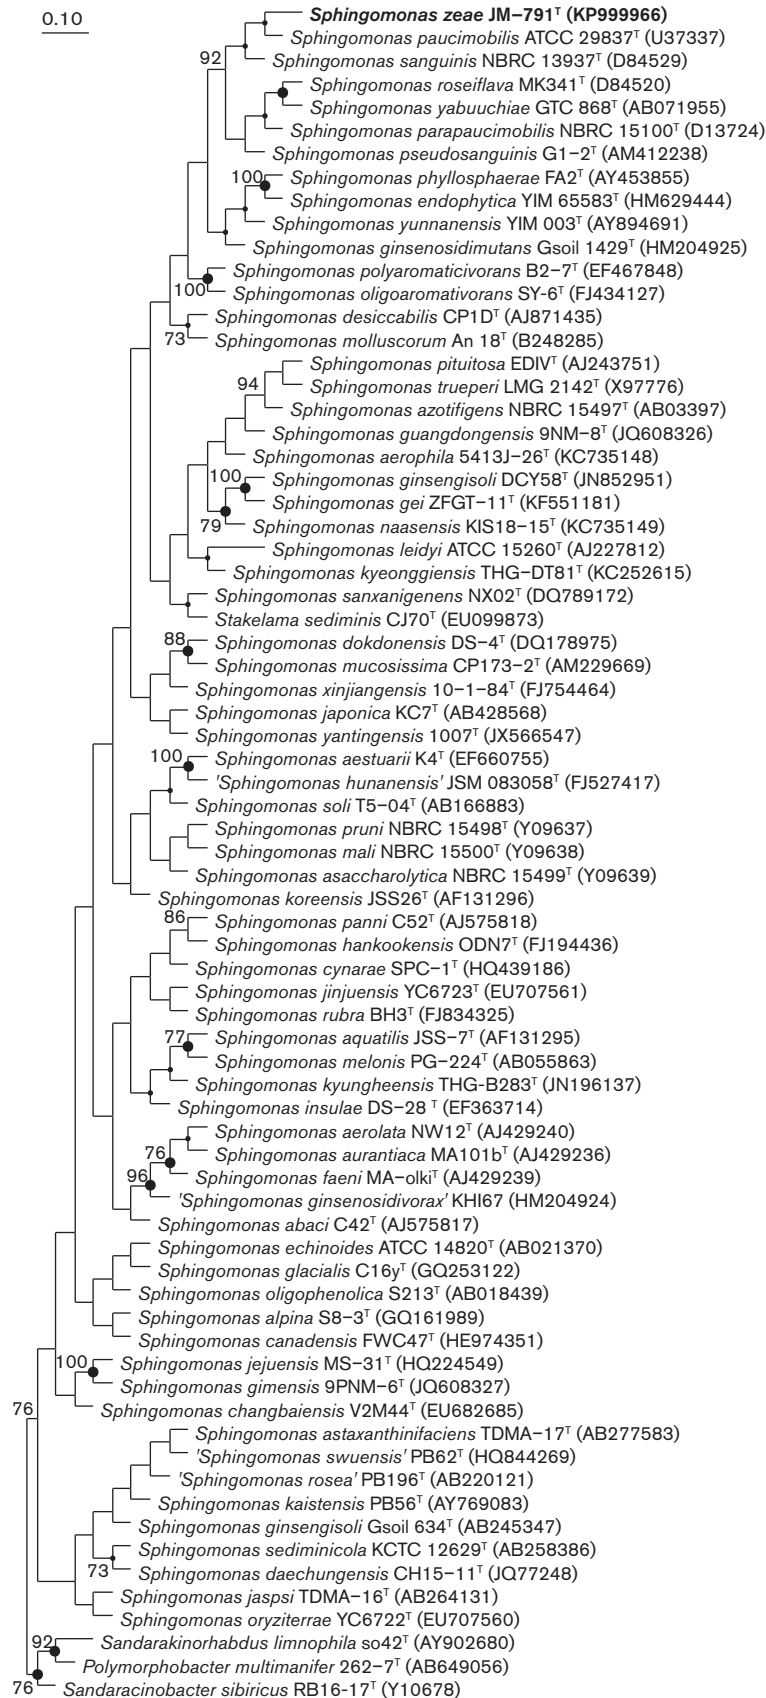 0.10
Sphingomonas zeae JM–791ᵀ (KP999966)
Sphingomonas paucimobilis ATCC 29837ᵀ (U37337)
92
Sphingomonas sanguinis NBRC 13937ᵀ (D84529)
Sphingomonas roseiflava MK341ᵀ (D84520)
Sphingomonas yabuuchiae GTC 868ᵀ (AB071955)
Sphingomonas parapaucimobilis NBRC 15100ᵀ (D13724)
Sphingomonas pseudosanguinis G1–2ᵀ (AM412238)
100
Sphingomonas phyllosphaerae FA2ᵀ (AY453855)
Sphingomonas endophytica YIM 65583ᵀ (HM629444)
Sphingomonas yunnanensis YIM 003ᵀ (AY894691)
Sphingomonas ginsenosidimutans Gsoil 1429ᵀ (HM204925)
Sphingomonas polyaromaticivorans B2–7ᵀ (EF467848)
100
Sphingomonas oligoaromativorans SY-6ᵀ (FJ434127)
Sphingomonas desiccabilis CP1Dᵀ (AJ871435)
73
Sphingomonas molluscorum An 18ᵀ (B248285)
Sphingomonas pituitosa EDIVᵀ (AJ243751)
94
Sphingomonas trueperi LMG 2142ᵀ (X97776)
Sphingomonas azotifigens NBRC 15497ᵀ (AB03397)
Sphingomonas guangdongensis 9NM–8ᵀ (JQ608326)
Sphingomonas aerophila 5413J–26ᵀ (KC735148)
100
Sphingomonas ginsengisoli DCY58ᵀ (JN852951)
Sphingomonas gei ZFGT–11ᵀ (KF551181)
79
Sphingomonas naasensis KIS18–15ᵀ (KC735149)
Sphingomonas leidyi ATCC 15260ᵀ (AJ227812)
Sphingomonas kyeonggiensis THG–DT81ᵀ (KC252615)
Sphingomonas sanxanigenens NX02ᵀ (DQ789172)
Stakelama sediminis CJ70ᵀ (EU099873)
88
Sphingomonas dokdonensis DS–4ᵀ (DQ178975)
Sphingomonas mucosissima CP173–2ᵀ (AM229669)
Sphingomonas xinjiangensis 10–1–84ᵀ (FJ754464)
Sphingomonas japonica KC7ᵀ (AB428568)
Sphingomonas yantingensis 1007ᵀ (JX566547)
100
Sphingomonas aestuarii K4ᵀ (EF660755)
'Sphingomonas hunanensis' JSM 083058ᵀ (FJ527417)
Sphingomonas soli T5–04ᵀ (AB166883)
Sphingomonas pruni NBRC 15498ᵀ (Y09637)
Sphingomonas mali NBRC 15500ᵀ (Y09638)
Sphingomonas asaccharolytica NBRC 15499ᵀ (Y09639)
Sphingomonas koreensis JSS26ᵀ (AF131296)
86
Sphingomonas panni C52ᵀ (AJ575818)
Sphingomonas hankookensis ODN7ᵀ (FJ194436)
Sphingomonas cynarae SPC–1ᵀ (HQ439186)
Sphingomonas jinjuensis YC6723ᵀ (EU707561)
Sphingomonas rubra BH3ᵀ (FJ834325)
77
Sphingomonas aquatilis JSS–7ᵀ (AF131295)
Sphingomonas melonis PG–224ᵀ (AB055863)
Sphingomonas kyungheensis THG-B283ᵀ (JN196137)
Sphingomonas insulae DS–28 ᵀ (EF363714)
Sphingomonas aerolata NW12ᵀ (AJ429240)
76
Sphingomonas aurantiaca MA101bᵀ (AJ429236)
96
Sphingomonas faeni MA–olkiᵀ (AJ429239)
'Sphingomonas ginsenosidivorax' KHI67 (HM204924)
Sphingomonas abaci C42ᵀ (AJ575817)
Sphingomonas echinoides ATCC 14820ᵀ (AB021370)
Sphingomonas glacialis C16yᵀ (GQ253122)
Sphingomonas oligophenolica S213ᵀ (AB018439)
Sphingomonas alpina S8–3ᵀ (GQ161989)
Sphingomonas canadensis FWC47ᵀ (HE974351)
100
Sphingomonas jejuensis MS–31ᵀ (HQ224549)
Sphingomonas gimensis 9PNM–6ᵀ (JQ608327)
76
Sphingomonas changbaiensis V2M44ᵀ (EU682685)
Sphingomonas astaxanthinifaciens TDMA–17ᵀ (AB277583)
'Sphingomonas swuensis' PB62ᵀ (HQ844269)
'Sphingomonas rosea' PB196ᵀ (AB220121)
Sphingomonas kaistensis PB56ᵀ (AY769083)
Sphingomonas ginsengisoli Gsoil 634ᵀ (AB245347)
Sphingomonas sediminicola KCTC 12629ᵀ (AB258386)
73
Sphingomonas daechungensis CH15–11ᵀ (JQ77248)
Sphingomonas jaspsi TDMA–16ᵀ (AB264131)
Sphingomonas oryziterrae YC6722ᵀ (EU707560)
92
Sandarakinorhabdus limnophila so42ᵀ (AY902680)
Polymorphobacter multimanifer 262–7ᵀ (AB649056)
76
Sandaracinobacter sibiricus RB16-17ᵀ (Y10678)